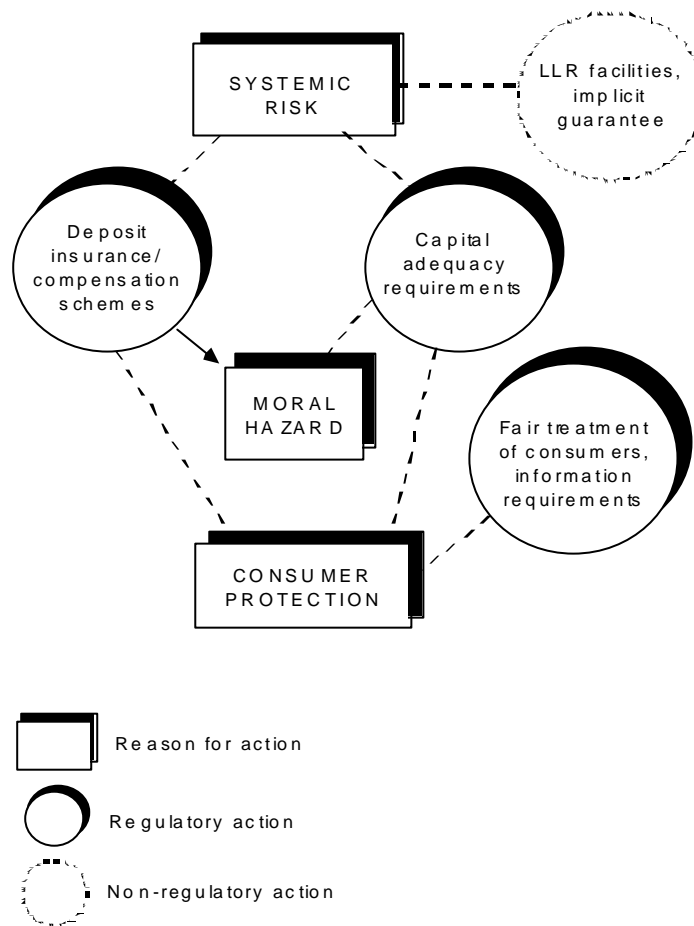 SYSTEMIC
RISK
LLR facilities,
implicit
guarantee
Deposit
insurance/
compensation
schemes
Capital
adequacy
requirements
MORAL
HAZARD
Fair treatment
of consumers,
information
requirements
CONSUMER
PROTECTION
Reason for action
Regulatory action
Non-regulatory action